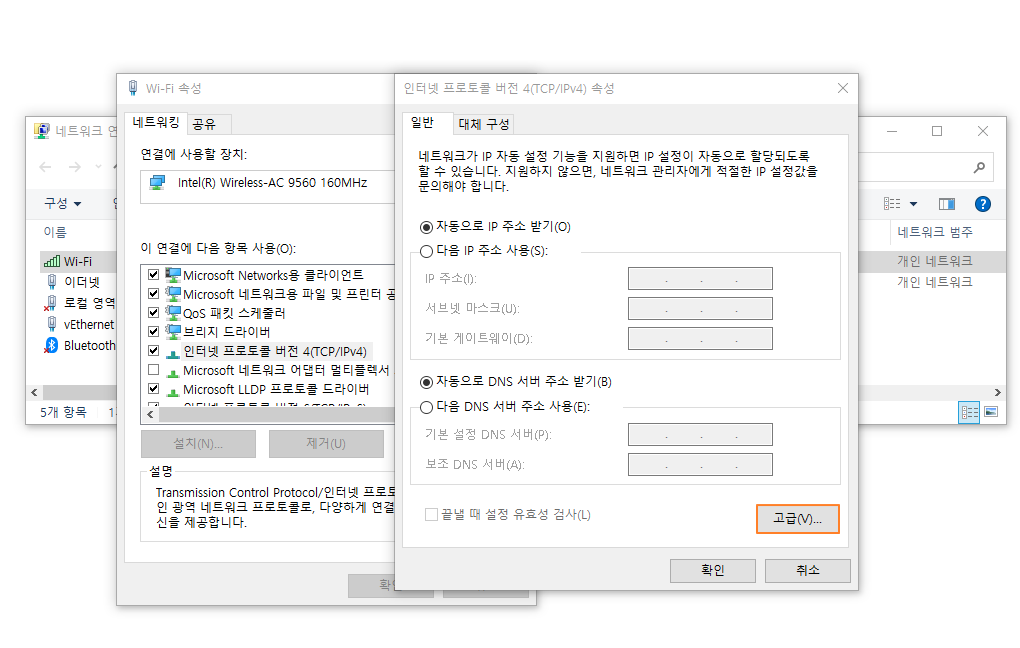 네트워크 연
구성
이름
Wi-Fi
이더넷
로컬 영역
vEthernet
Bluetooth
5개 항목
네트워크 범주
개인 네트워크
개인 네트워크
Wi-Fi 속성
네트워킹
공유
연결에 사용할 장치:
Intel(R) Wireless-AC 9560 160MHz
이 연결에 다음 항목 사용(O):
Microsoft Networks용 클라이언트
Microsoft 네트워크용 파일 및 프린터 공
QoS 패킷 스케줄러
브리지 드라이버
인터넷 프로토콜 버전 4(TCP/IPv4)
Microsoft 네트워크 어댑터 멀티플렉서
Microsoft LLDP 프로토콜 드라이버
설치(N)...
제거(U)
설명
Transmission Control Protocol/인터넷 프로토
인 광역 네트워크 프로토콜로, 다양하게 연결
신을 제공합니다.
인터넷 프로토콜 버전 4(TCP/IPv4) 속성
일반
대체 구성
네트워크가 IP 자동 설정 기능을 지원하면 IP 설정이 자동으로 할당되도록
할 수 있습니다. 지원하지 않으면, 네트워크 관리자에게 적절한 IP 설정값을
문의해야 합니다.
자동으로 IP 주소 받기(O)
다음 IP 주소 사용(S):
IP 주소(I):
서브넷 마스크(U):
기본 게이트웨이(D):
자동으로 DNS 서버 주소 받기(B)
다음 DNS 서버 주소 사용(E):
기본 설정 DNS 서버(P):
보조 DNS 서버(A):
끝낼 때 설정 유효성 검사(L)
고급(V)...
확인
취소